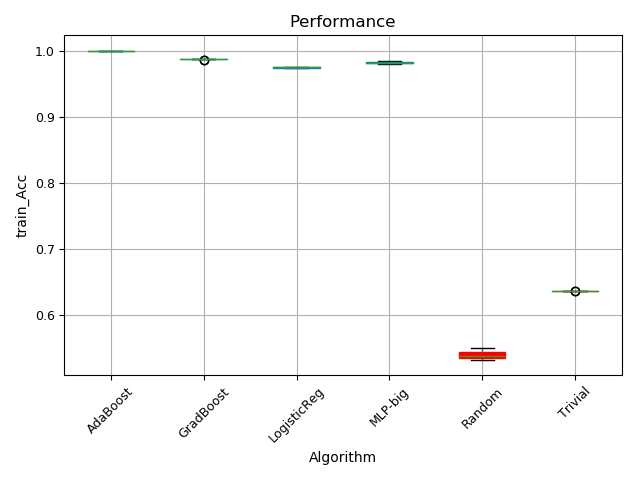 Performance
1.0
0.9
0.8
0.7
0.6
train_Acc
AdaBoost
GradBoost
LogisticReg
MLP-big
Random
Trivial
Algorithm